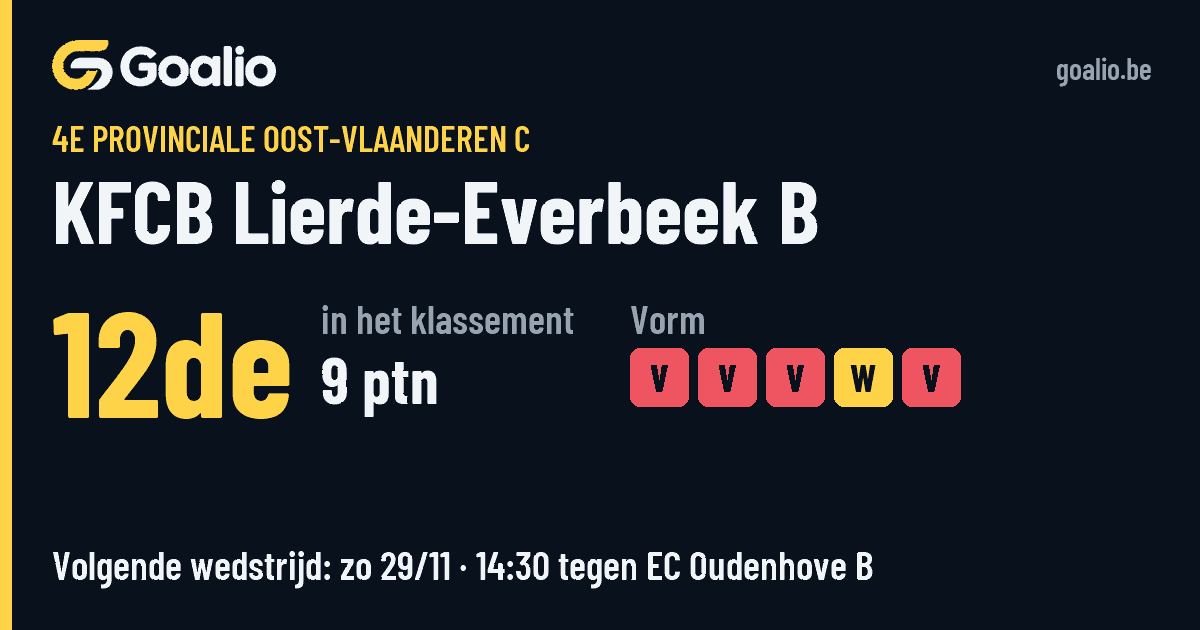 Goalio
goalio.be
4E PROVINCIALE OOST-VLAANDEREN C
KFCB Lierde-Everbeek B
12de
in het klassement
9 ptn
Vorm
V V V W V
Volgende wedstrijd: zo 29/11 · 14:30 tegen EC Oudenhove B